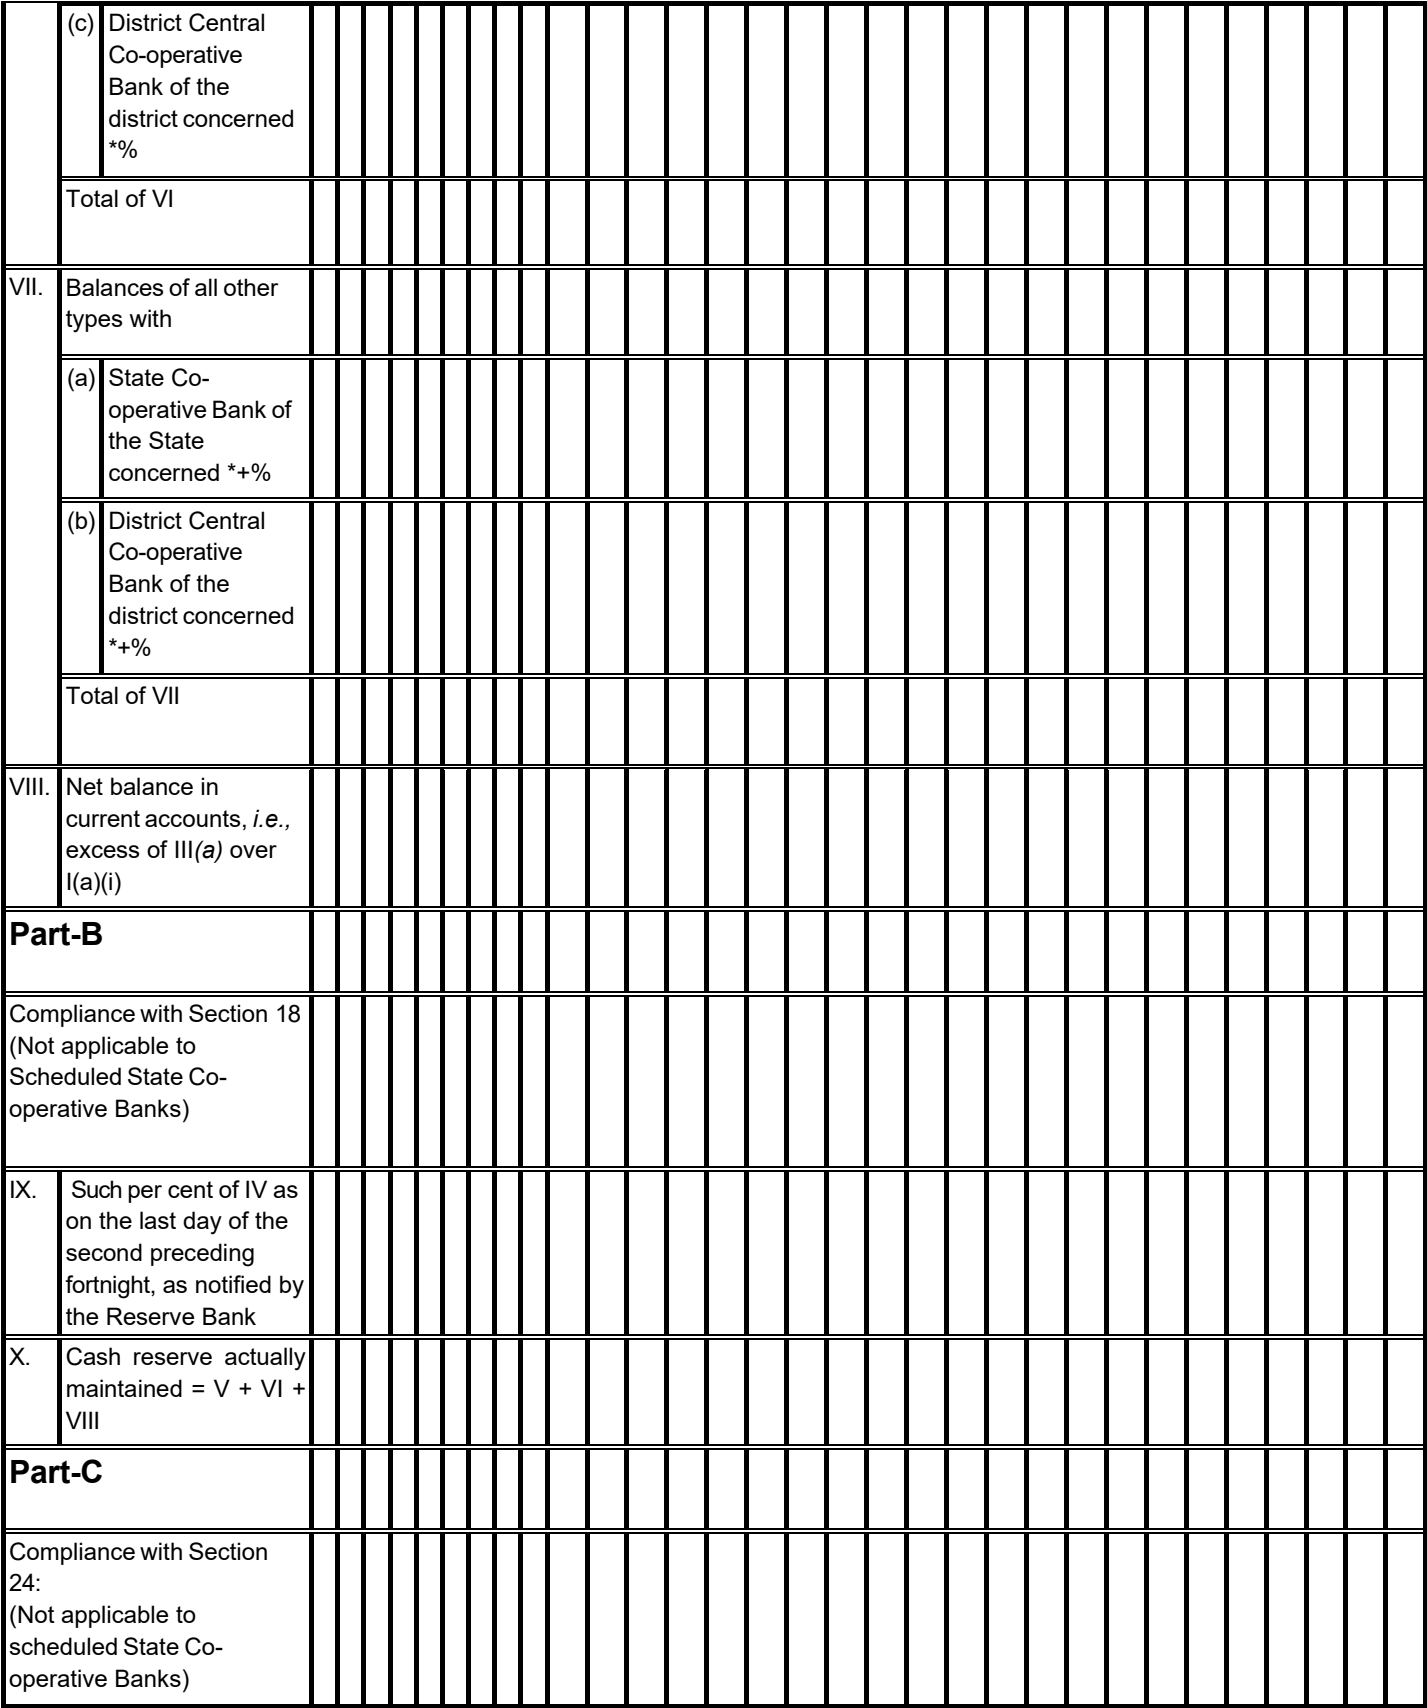 (c) District Central
Co-operative
Bank of the
district concerned
*%
Total of VI
VII. Balances of all other
types with
(a) State Co-
operative Bank of
the State
concerned *+%
(b) District Central
Co-operative
Bank of the
district concerned
*+%
Total of VII
VIII. Net balance in
current accounts, i.e.,
excess of III(a) over
I(a)(i)
Part-B
Compliance with Section 18
(Not applicable to
Scheduled State Co-
operative Banks)
IX. Such per cent of IV as
on the last day of the
second preceding
fortnight, as notified by
the Reserve Bank
X. Cash reserve actually
maintained = V + VI +
VIII
Part-C
Compliance with Section
24:
(Not applicable to
scheduled State Co-
operative Banks)